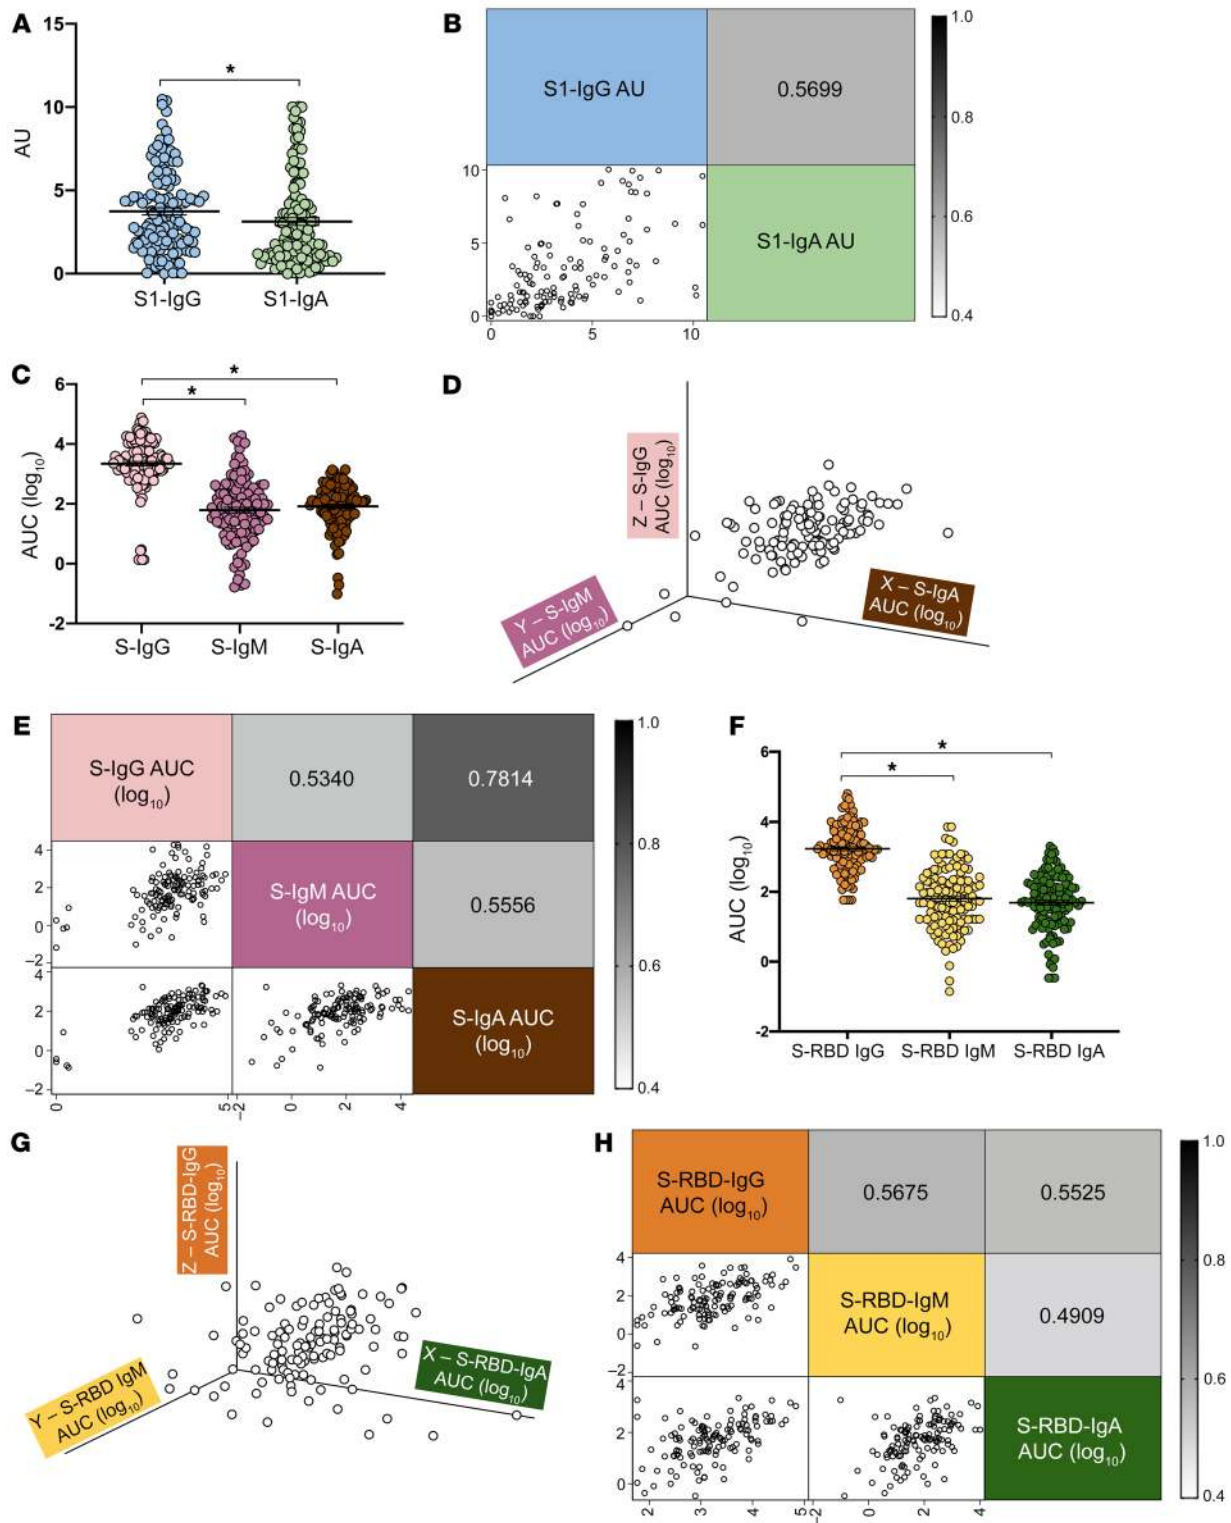 A
15
10
5
0
AU
*
S1-IgG
S1-IgA
B
S1-IgG AU
0.5699
S1-IgA AU
10
5
0
0
5
10
1.0
0.8
0.6
0.4
C
6
4
2
0
-2
AUC (log10)
*
*
S-IgG
S-IgM
S-IgA
D
Z – S-IgG
AUC (log10)
Y – S-IgM
AUC (log10)
X – S-IgA
AUC (log10)
E
S-IgG AUC
(log10)
0.5340
0.7814
S-IgM AUC
(log10)
0.5556
S-IgA AUC
(log10)
4
2
0
–2
4
2
0
–2
0
5
–2
0
2
4
1.0
0.8
0.6
0.4
F
6
4
2
0
-2
AUC (log10)
*
*
S-RBD IgG
S-RBD IgM
S-RBD IgA
G
Z – S-RBD-IgG
AUC (log10)
Y – S-RBD IgM
AUC (log10)
X – S-RBD-IgA
AUC (log10)
H
S-RBD-IgG
AUC (log10)
0.5675
0.5525
S-RBD-IgM
AUC (log10)
0.4909
S-RBD-IgA
AUC (log10)
4
2
0
–2
4
2
0
2
3
4
5
–2
0
2
4
1.0
0.8
0.6
0.4